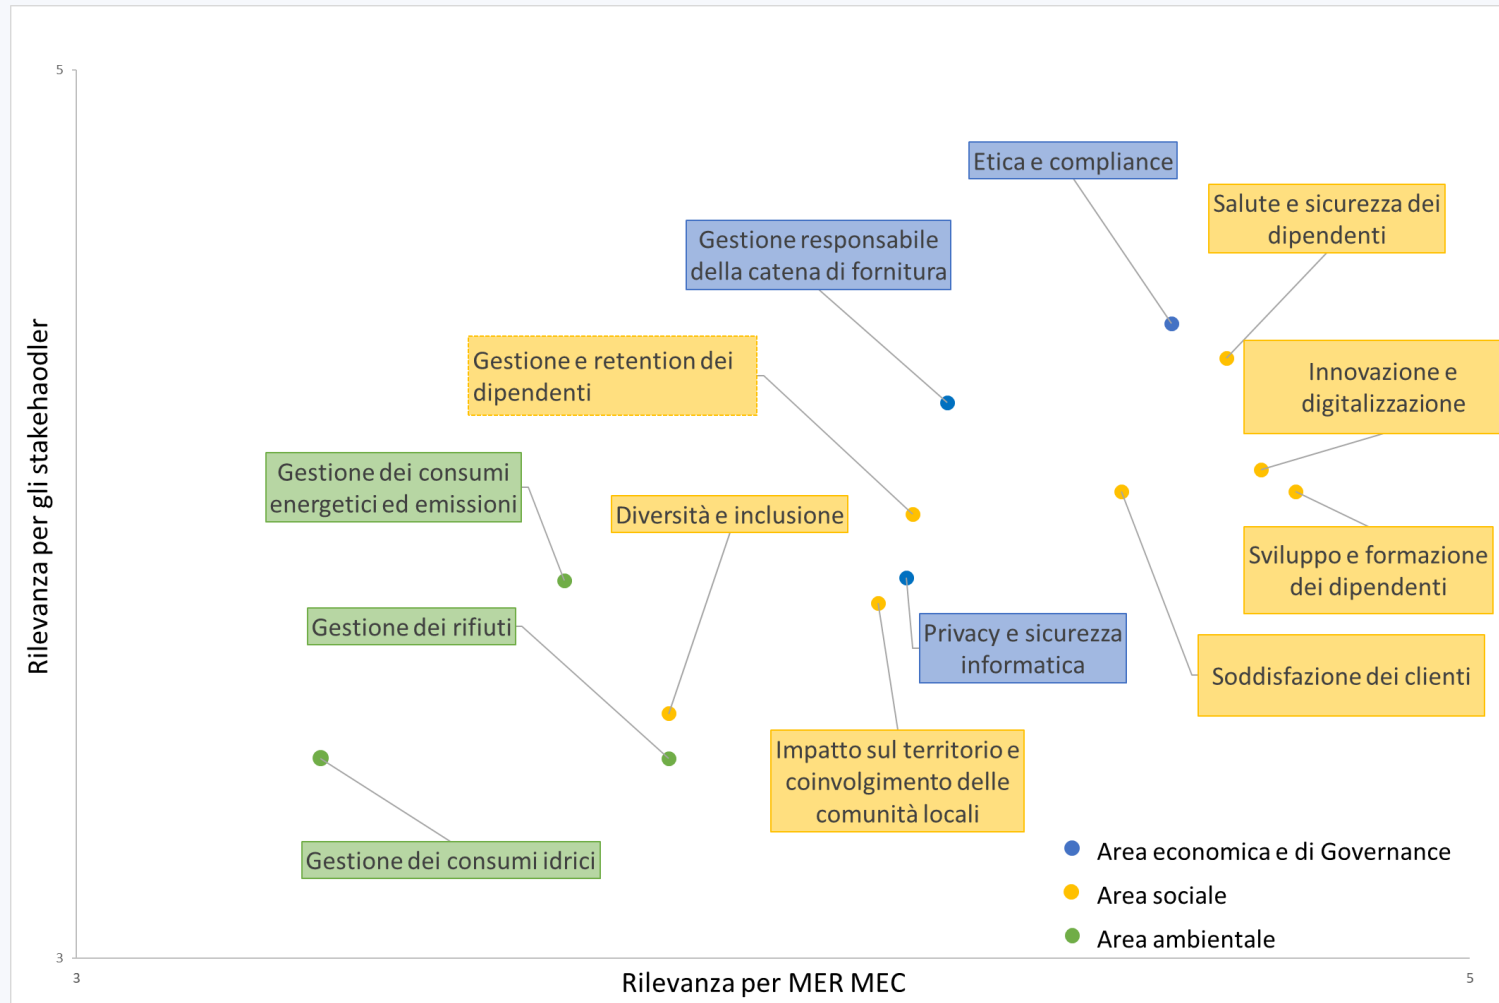 5
Etica e compliance
Salute e sicurezza dei
dipendenti
Gestione responsabile
della catena di fornitura
Gestione e retention dei
dipendenti
Innovazione e
digitalizzazione
Gestione dei consumi
energetici ed emissioni
Diversità e inclusione
Sviluppo e formazione
dei dipendenti
Gestione dei rifiuti
Privacy e sicurezza
informatica
Soddisfazione dei clienti
Impatto sul territorio e
coinvolgimento delle
comunità locali
Gestione dei consumi idrici
Rilevanza per gli stakehaodler
Area economica e di Governance
Area sociale
Area ambientale
3
3
Rilevanza per MER MEC
5